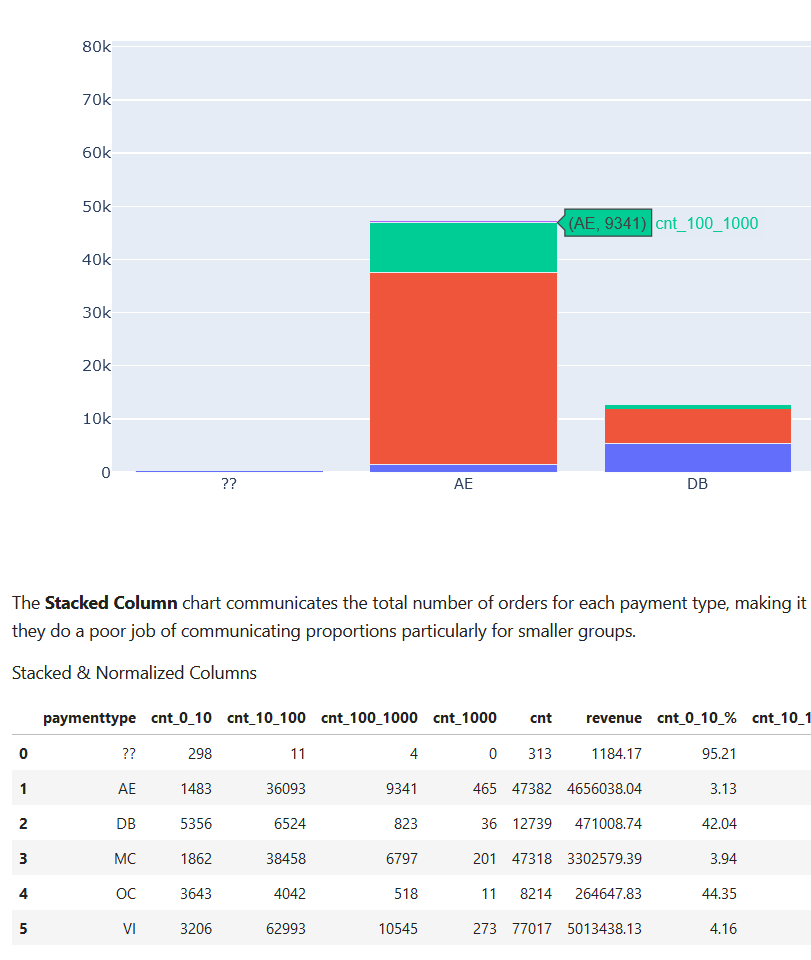 80k
70k
60k
50k
(AE, 9341) cnt_100_1000
40k
30k
20k
10k
0
?? AE DB
The Stacked Column chart communicates the total number of orders for each payment type, making it
they do a poor job of communicating proportions particularly for smaller groups.
Stacked & Normalized Columns
paymenttype cnt_0_10 cnt_10_100 cnt_100_1000 cnt_1000 cnt revenue cnt_0_10_% cnt_10_1
0 ?? 298 11 4 0 313 1184.17 95.21
1 AE 1483 36093 9341 465 47382 4656038.04 3.13
2 DB 5356 6524 823 36 12739 471008.74 42.04
3 MC 1862 38458 6797 201 47318 3302579.39 3.94
4 OC 3643 4042 518 11 8214 264647.83 44.35
5 VI 3206 62993 10545 273 77017 5013438.13 4.16